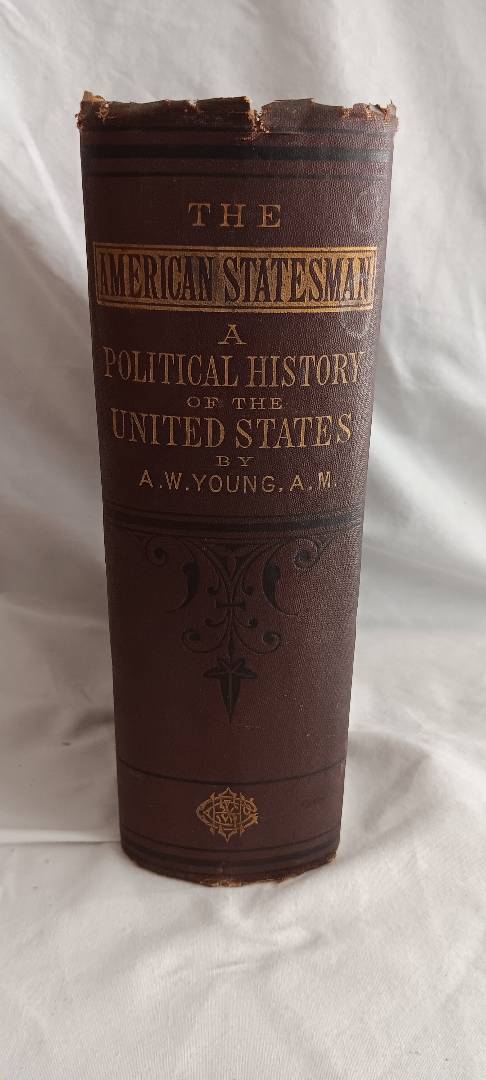 THE
AMERICAN STATESMAN
A
POLITICAL HISTORY
OF THE
UNITED STATES
BY
A.W. YOUNG, A.M.